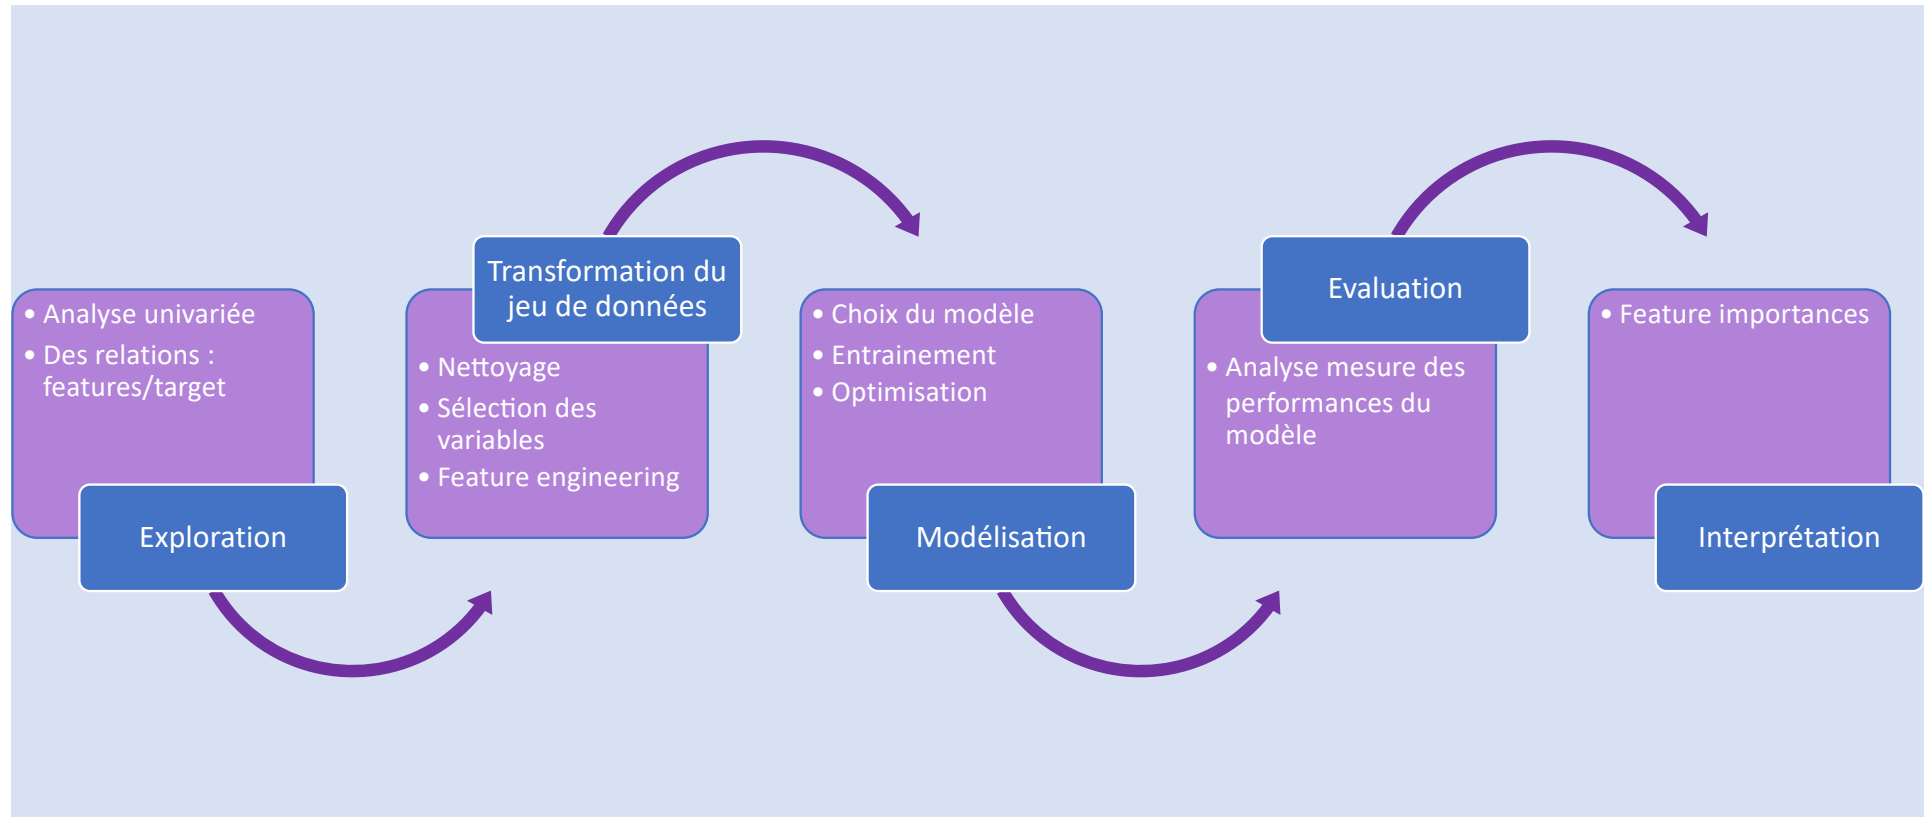 • Analyse univariée
• Des relations :
features/target
Exploration
Transformation du
jeu de données
• Nettoyage
• Sélection des
variables
• Feature engineering
• Choix du modèle
• Entrainement
• Optimisation
Modélisation
Evaluation
• Analyse mesure des
performances du
modèle
• Feature importances
Interprétation